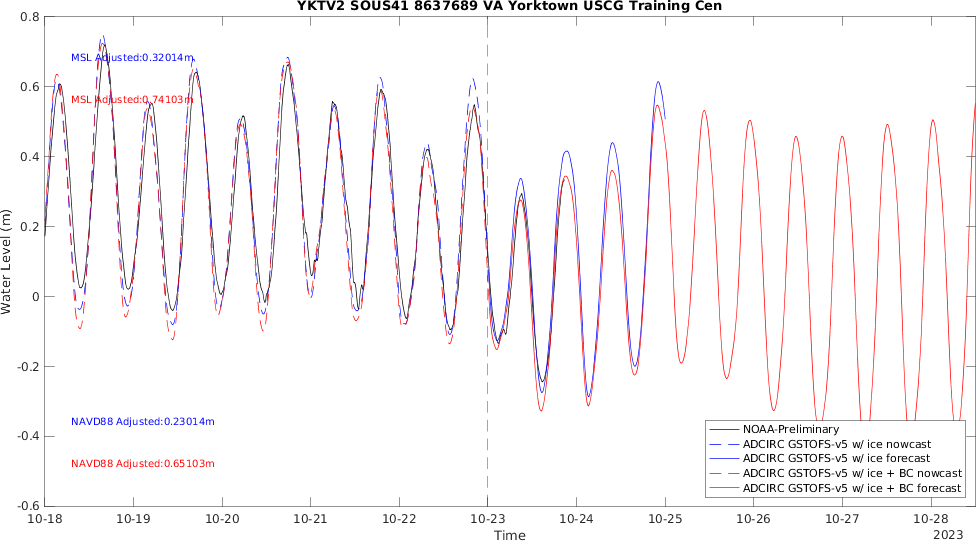 YKTV2 SOUS41 8637689 VA Yorktown USCG Training Cen
0.8
0.6
0.4
0.2
0
-0.2
-0.4
-0.6
Water Level (m)
MSL Adjusted:0.32014m
MSL Adjusted:0.74103m
NAVD88 Adjusted:0.23014m
NAVD88 Adjusted:0.65103m
NOAA-Preliminary
ADCIRC GSTOFS-v5 w/ ice nowcast
ADCIRC GSTOFS-v5 w/ ice forecast
ADCIRC GSTOFS-v5 w/ ice + BC nowcast
ADCIRC GSTOFS-v5 w/ ice + BC forecast
10-18 10-19 10-20 10-21 10-22 10-23 10-24 10-25 10-26 10-27 10-28
Time
2023